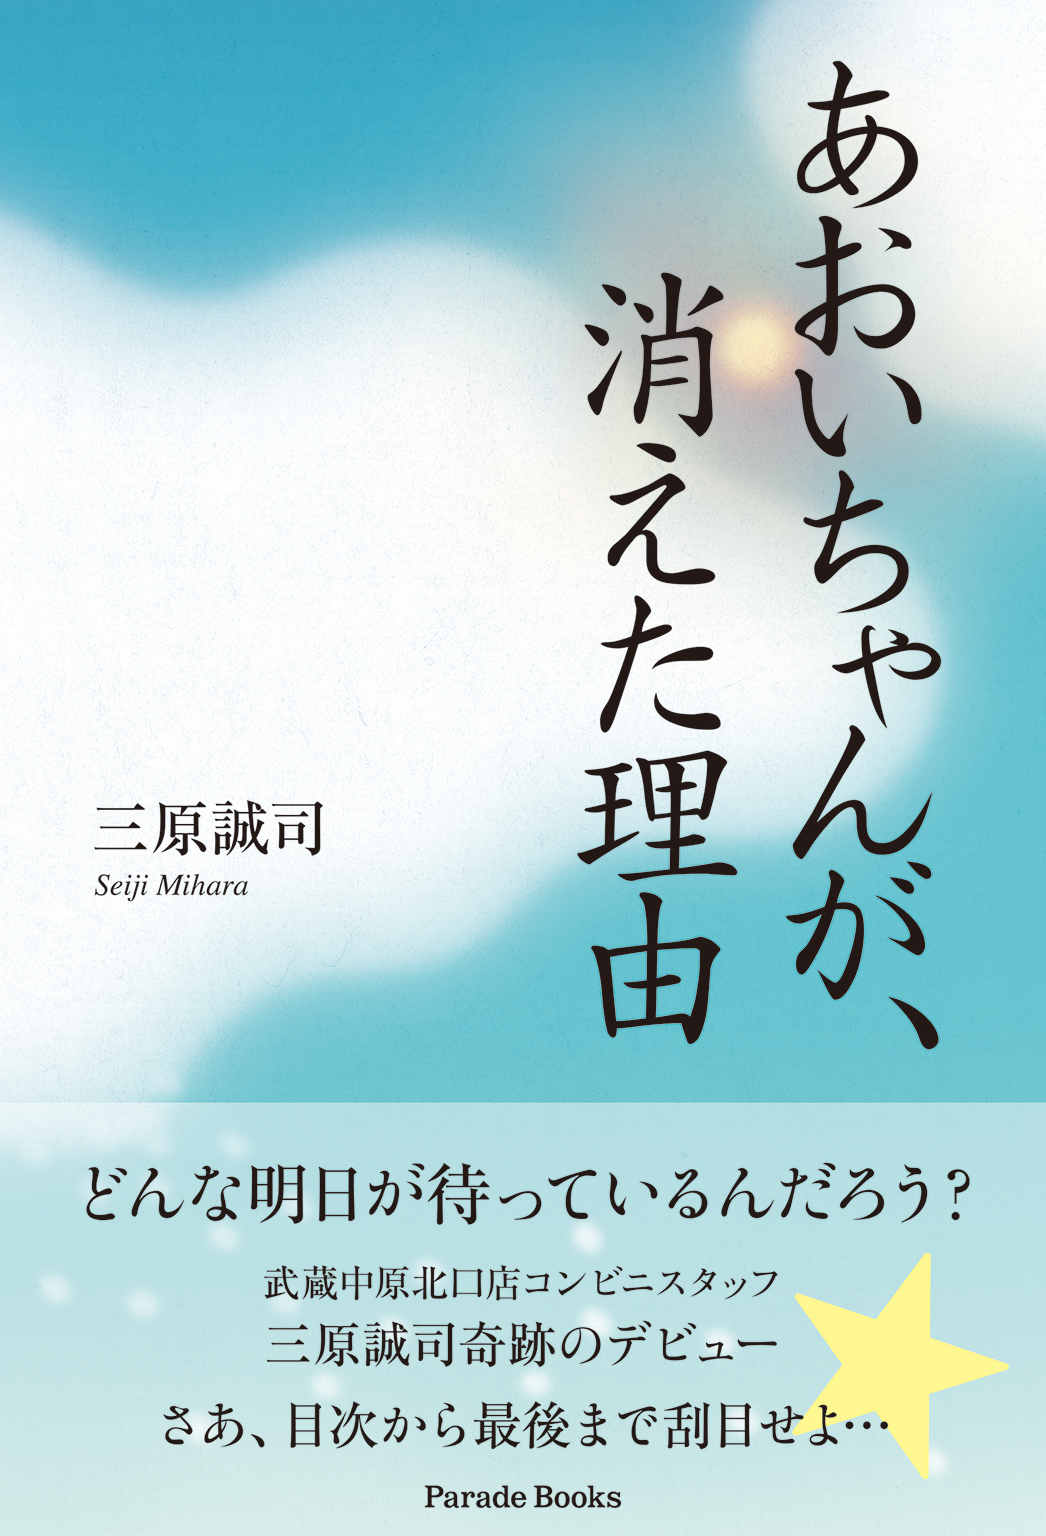 あおいちゃんが、
消えた理由
三原誠司
Seiji Mihara
どんな明日が待っているんだろう？
武蔵中原北口店コンビニスタッフ
三原誠司奇跡のデビュー
さあ、目次から最後まで刮目せよ…
Parade Books